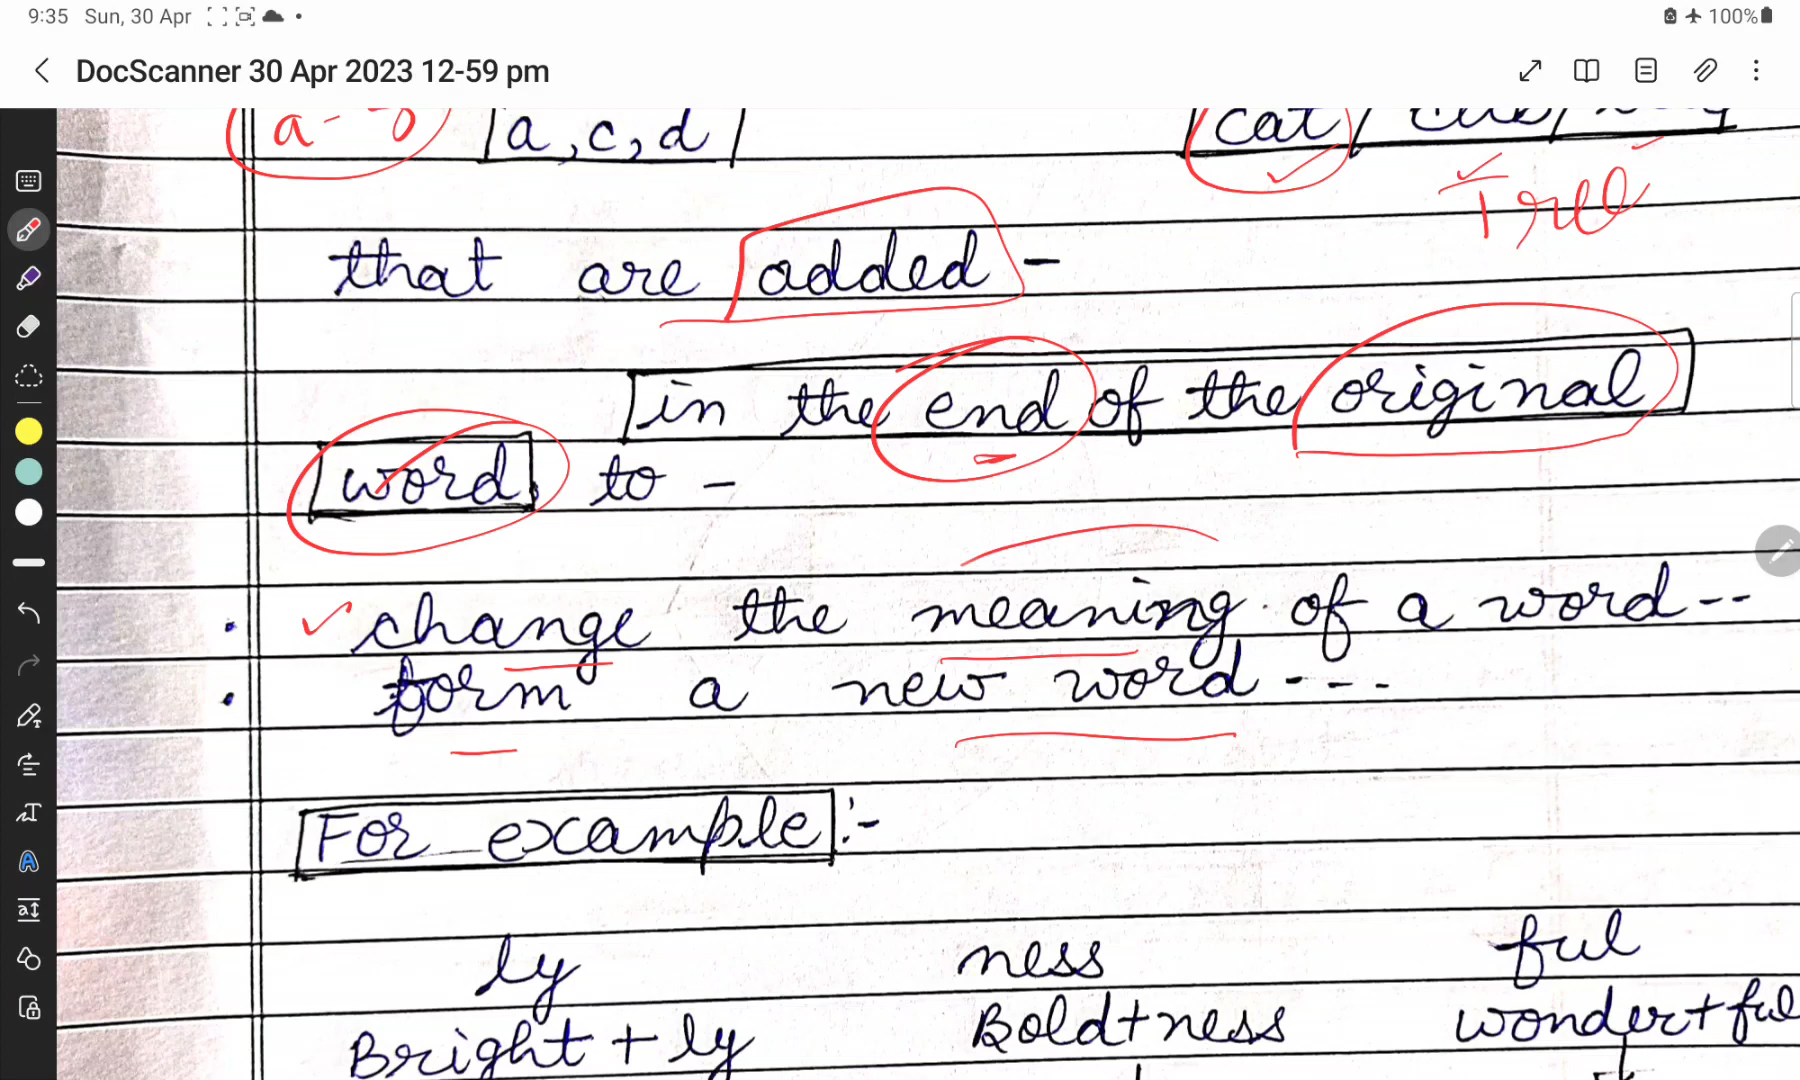 9:35 Sun, 30 Apr
100%
DocScanner 30 Apr 2023 12-59 pm
a - z a, c, d cat
Tree
that are added -
in the end of the original
word to -
change the meaning of a word--
form a new word---
For example :-
ly ness ful
Bright + ly Bold+ness wonder+ful